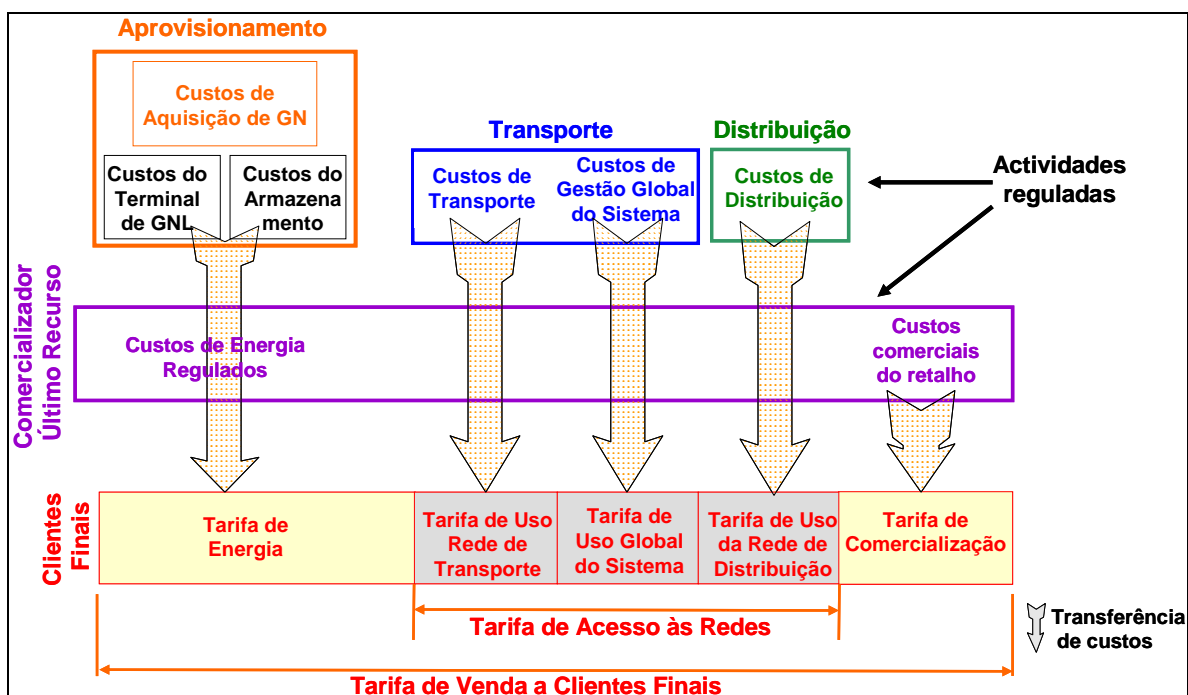 Aprovisionamento
Custos de
Aquisição de GN
Custos do
Terminal
de GNL
Custos do
Armazena
mento
Transporte
Custos de
Transporte
Custos de
Gestão Global
do Sistema
Distribuição
Custos de
Distribuição
Actividades
reguladas
Comercializador
Último Recurso
Custos de Energia
Regulados
Custos
comerciais
do retalho
Clientes
Finais
Tarifa de
Energia
Tarifa de Uso
Rede de
Transporte
Tarifa de
Uso Global
do Sistema
Tarifa de Uso
da Rede de
Distribuição
Tarifa de
Comercialização
Tarifa de Acesso às Redes
Transferência
de custos
Tarifa de Venda a Clientes Finais